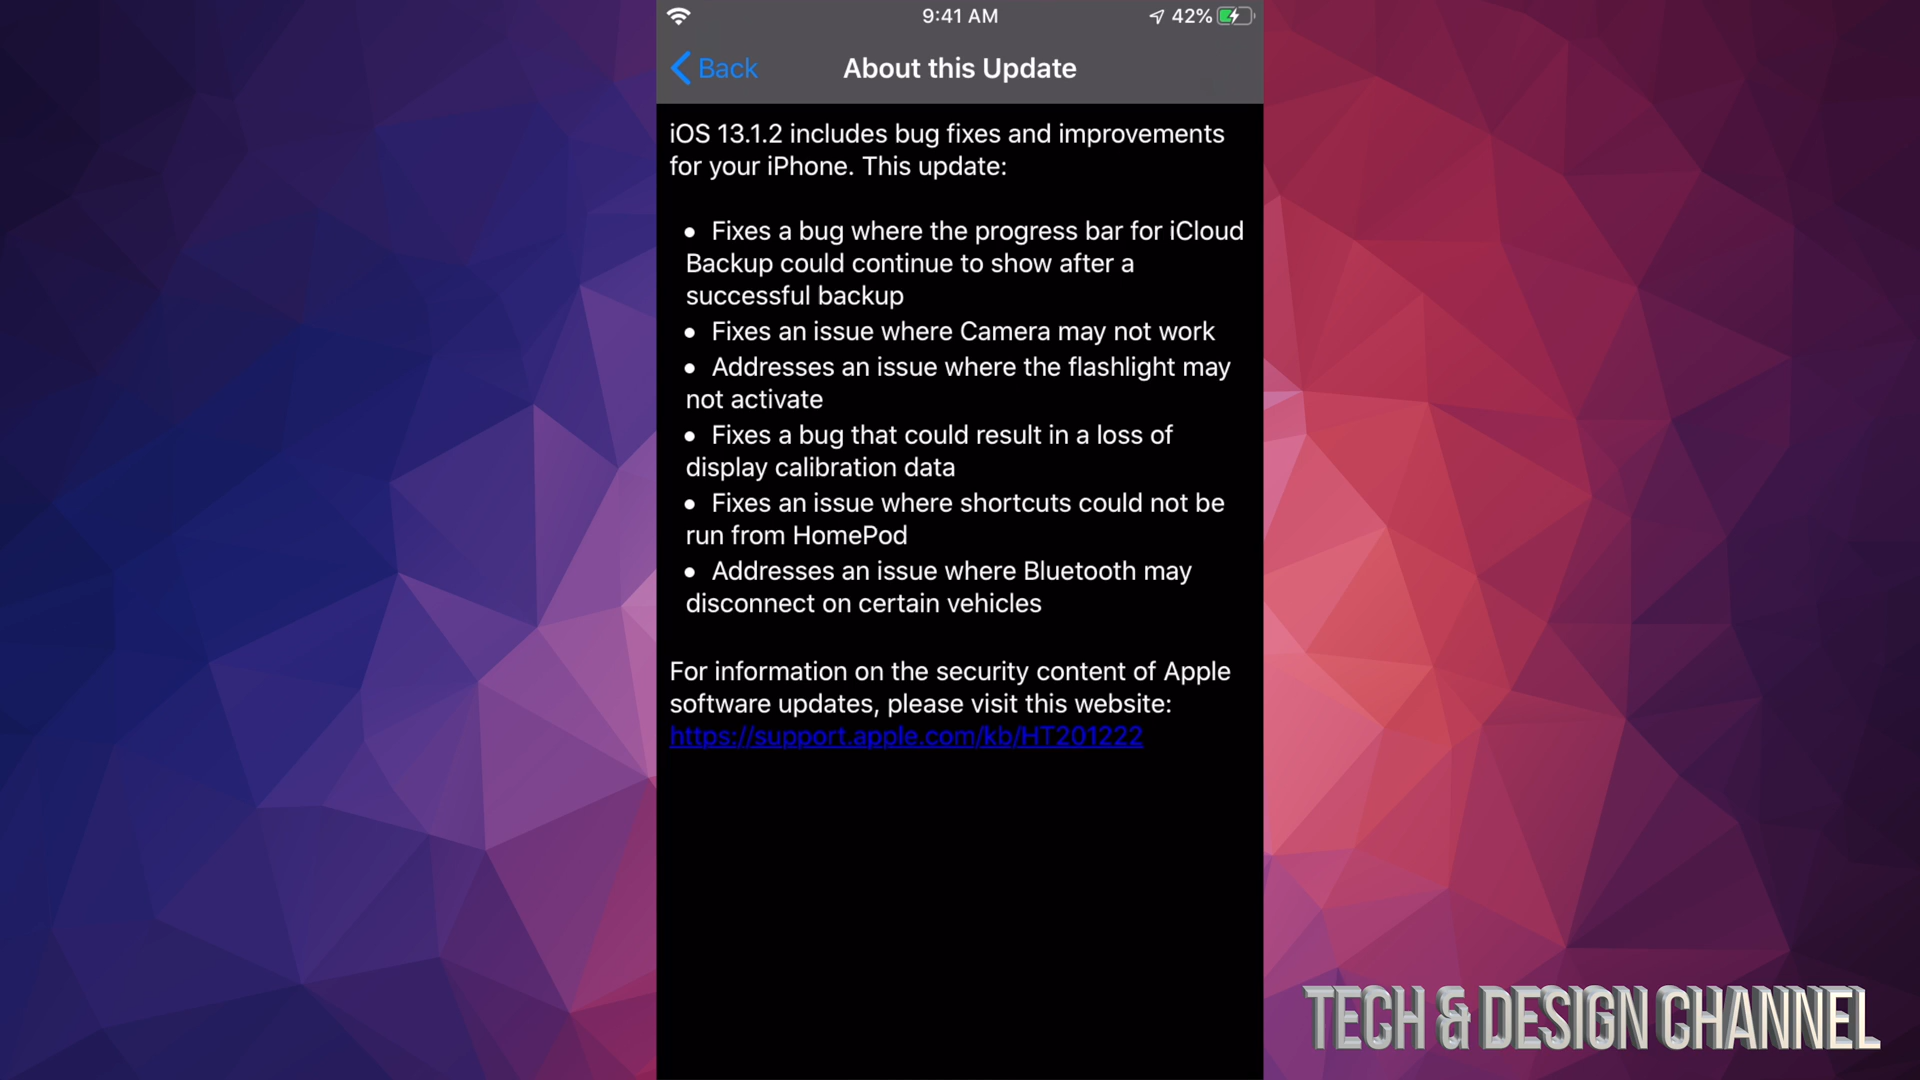 9:41 AM
42%
Back
About this Update
iOS 13.1.2 includes bug fixes and improvements
for your iPhone. This update:
• Fixes a bug where the progress bar for iCloud
Backup could continue to show after a
successful backup
• Fixes an issue where Camera may not work
• Addresses an issue where the flashlight may
not activate
• Fixes a bug that could result in a loss of
display calibration data
• Fixes an issue where shortcuts could not be
run from HomePod
• Addresses an issue where Bluetooth may
disconnect on certain vehicles
For information on the security content of Apple
software updates, please visit this website:
https://support.apple.com/kb/HT201222
TECH & DESIGN CHANNEL